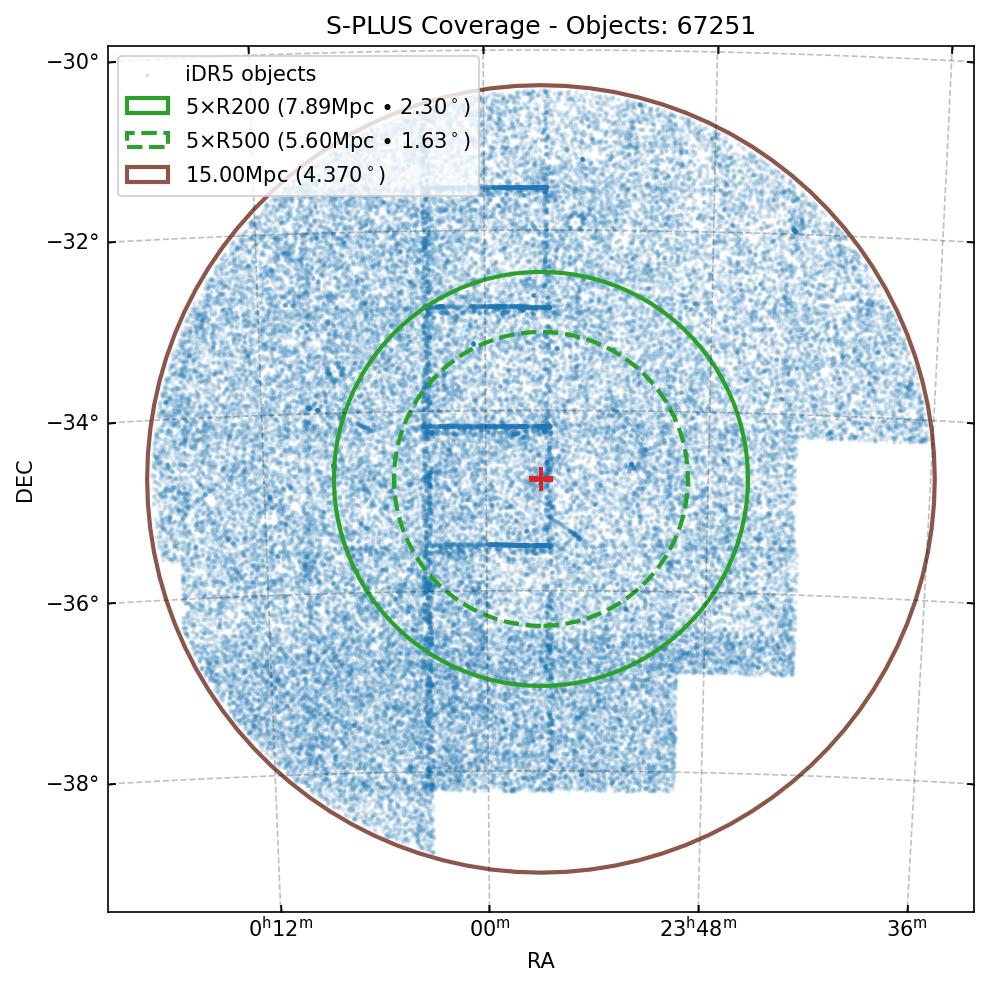 S-PLUS Coverage - Objects: 67251
iDR5 objects
5×R200 (7.89Mpc • 2.30°)
5×R500 (5.60Mpc • 1.63°)
15.00Mpc (4.370°)
−30°
−32°
−34°
−36°
−38°
DEC
0ʰ12ᵐ 00ᵐ 23ʰ48ᵐ 36ᵐ
RA